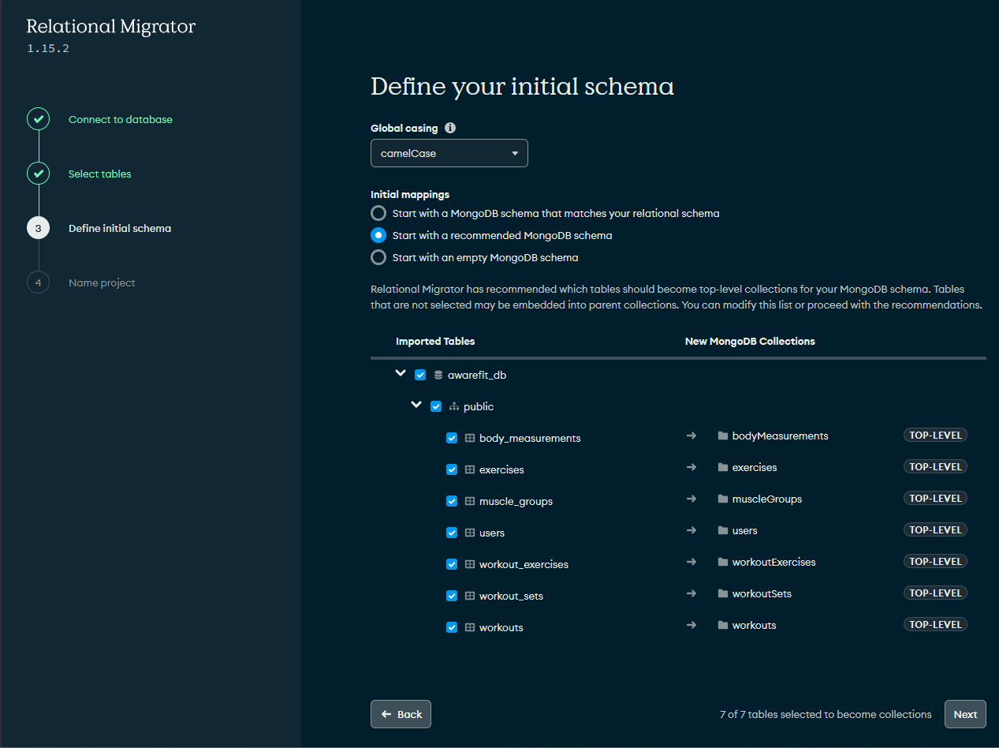 Relational Migrator
1.15.2
Connect to database
Select tables
3 Define initial schema
4 Name project
Define your initial schema
Global casing
camelCase
Initial mappings
Start with a MongoDB schema that matches your relational schema
Start with a recommended MongoDB schema
Start with an empty MongoDB schema
Relational Migrator has recommended which tables should become top-level collections for your MongoDB schema. Tables
that are not selected may be embedded into parent collections. You can modify this list or proceed with the recommendations.
Imported Tables New MongoDB Collections
awarefit_db
public
body_measurements bodyMeasurements TOP-LEVEL
exercises exercises TOP-LEVEL
muscle_groups muscleGroups TOP-LEVEL
users users TOP-LEVEL
workout_exercises workoutExercises TOP-LEVEL
workout_sets workoutSets TOP-LEVEL
workouts workouts TOP-LEVEL
Back 7 of 7 tables selected to become collections Next